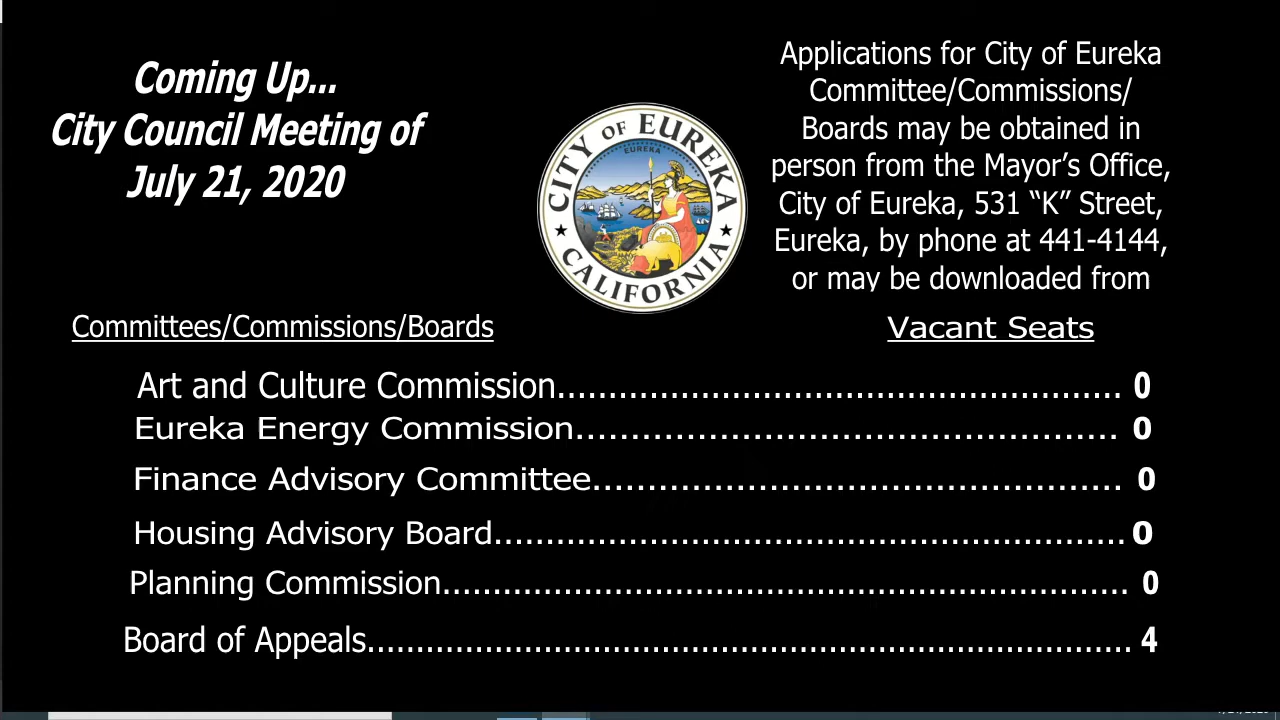 Coming Up...
City Council Meeting of
July 21, 2020
CITY OF EUREKA
EUREKA
CALIFORNIA
Applications for City of Eureka
Committee/Commissions/
Boards may be obtained in
person from the Mayor’s Office,
City of Eureka, 531 “K” Street,
Eureka, by phone at 441-4144,
or may be downloaded from
Committees/Commissions/Boards
Vacant Seats
Art and Culture Commission....................................................... 0
Eureka Energy Commission................................................ 0
Finance Advisory Committee............................................... 0
Housing Advisory Board.............................................................0
Planning Commission............................................................. 0
Board of Appeals.............................................................................. 4